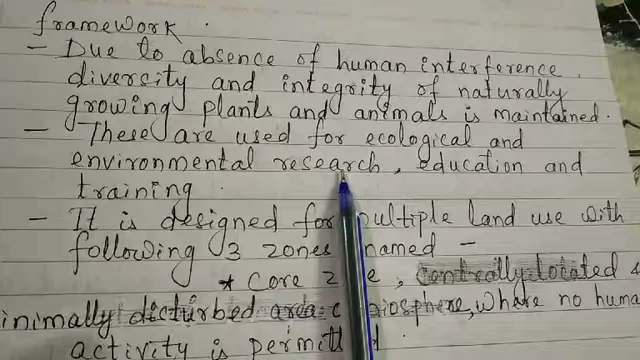 framework.
- Due to absence of human interference,
diversity and integrity of naturally
growing plants and animals is maintained.
- These are used for ecological and
environmental research, education and
training.
- It is designed for multiple land use with
following 3 zones named -
* Core , centrally located &
minimally disturbed area biosphere, where no human
activity is permitted.